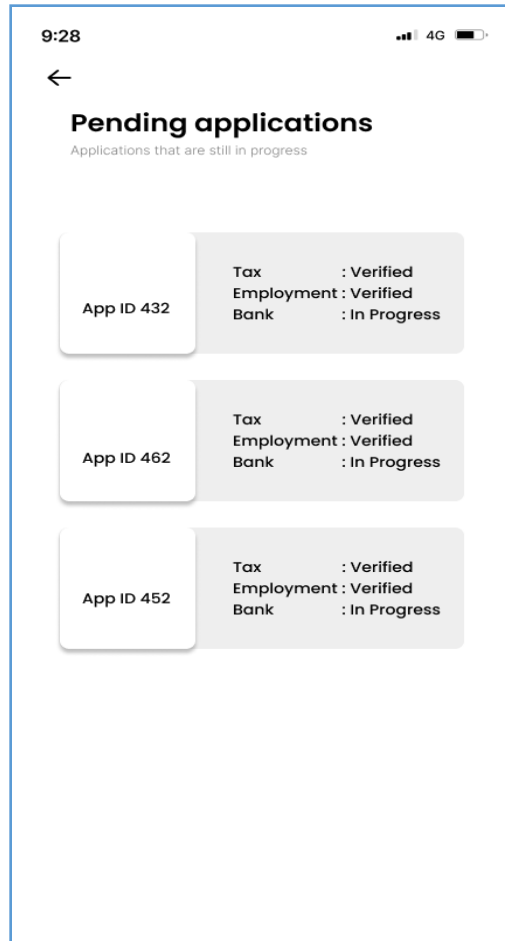 9:28 4G
Pending applications
Applications that are still in progress
App ID 432
Tax : Verified
Employment : Verified
Bank : In Progress
App ID 462
Tax : Verified
Employment : Verified
Bank : In Progress
App ID 452
Tax : Verified
Employment : Verified
Bank : In Progress